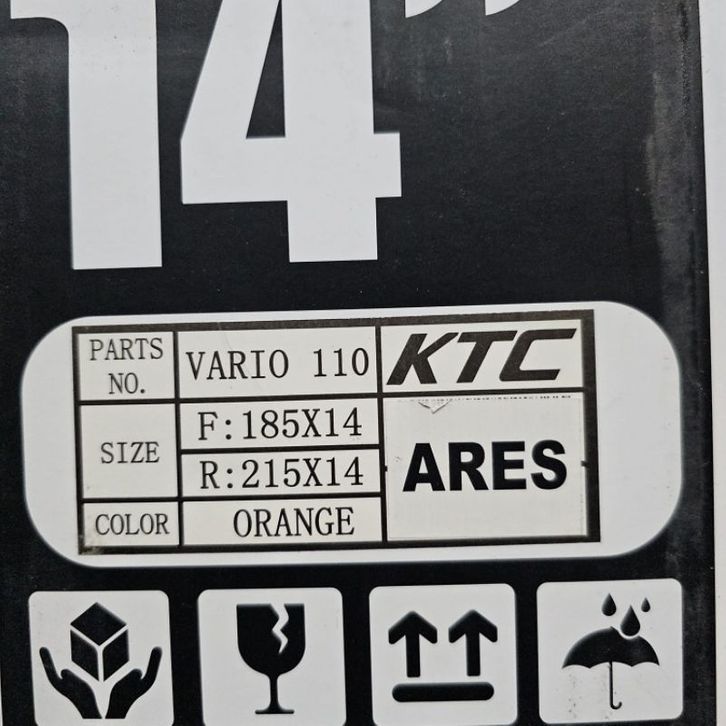 14"
PARTS NO.
VARIO 110
KTC
SIZE
F:185X14
R:215X14
ARES
COLOR
ORANGE